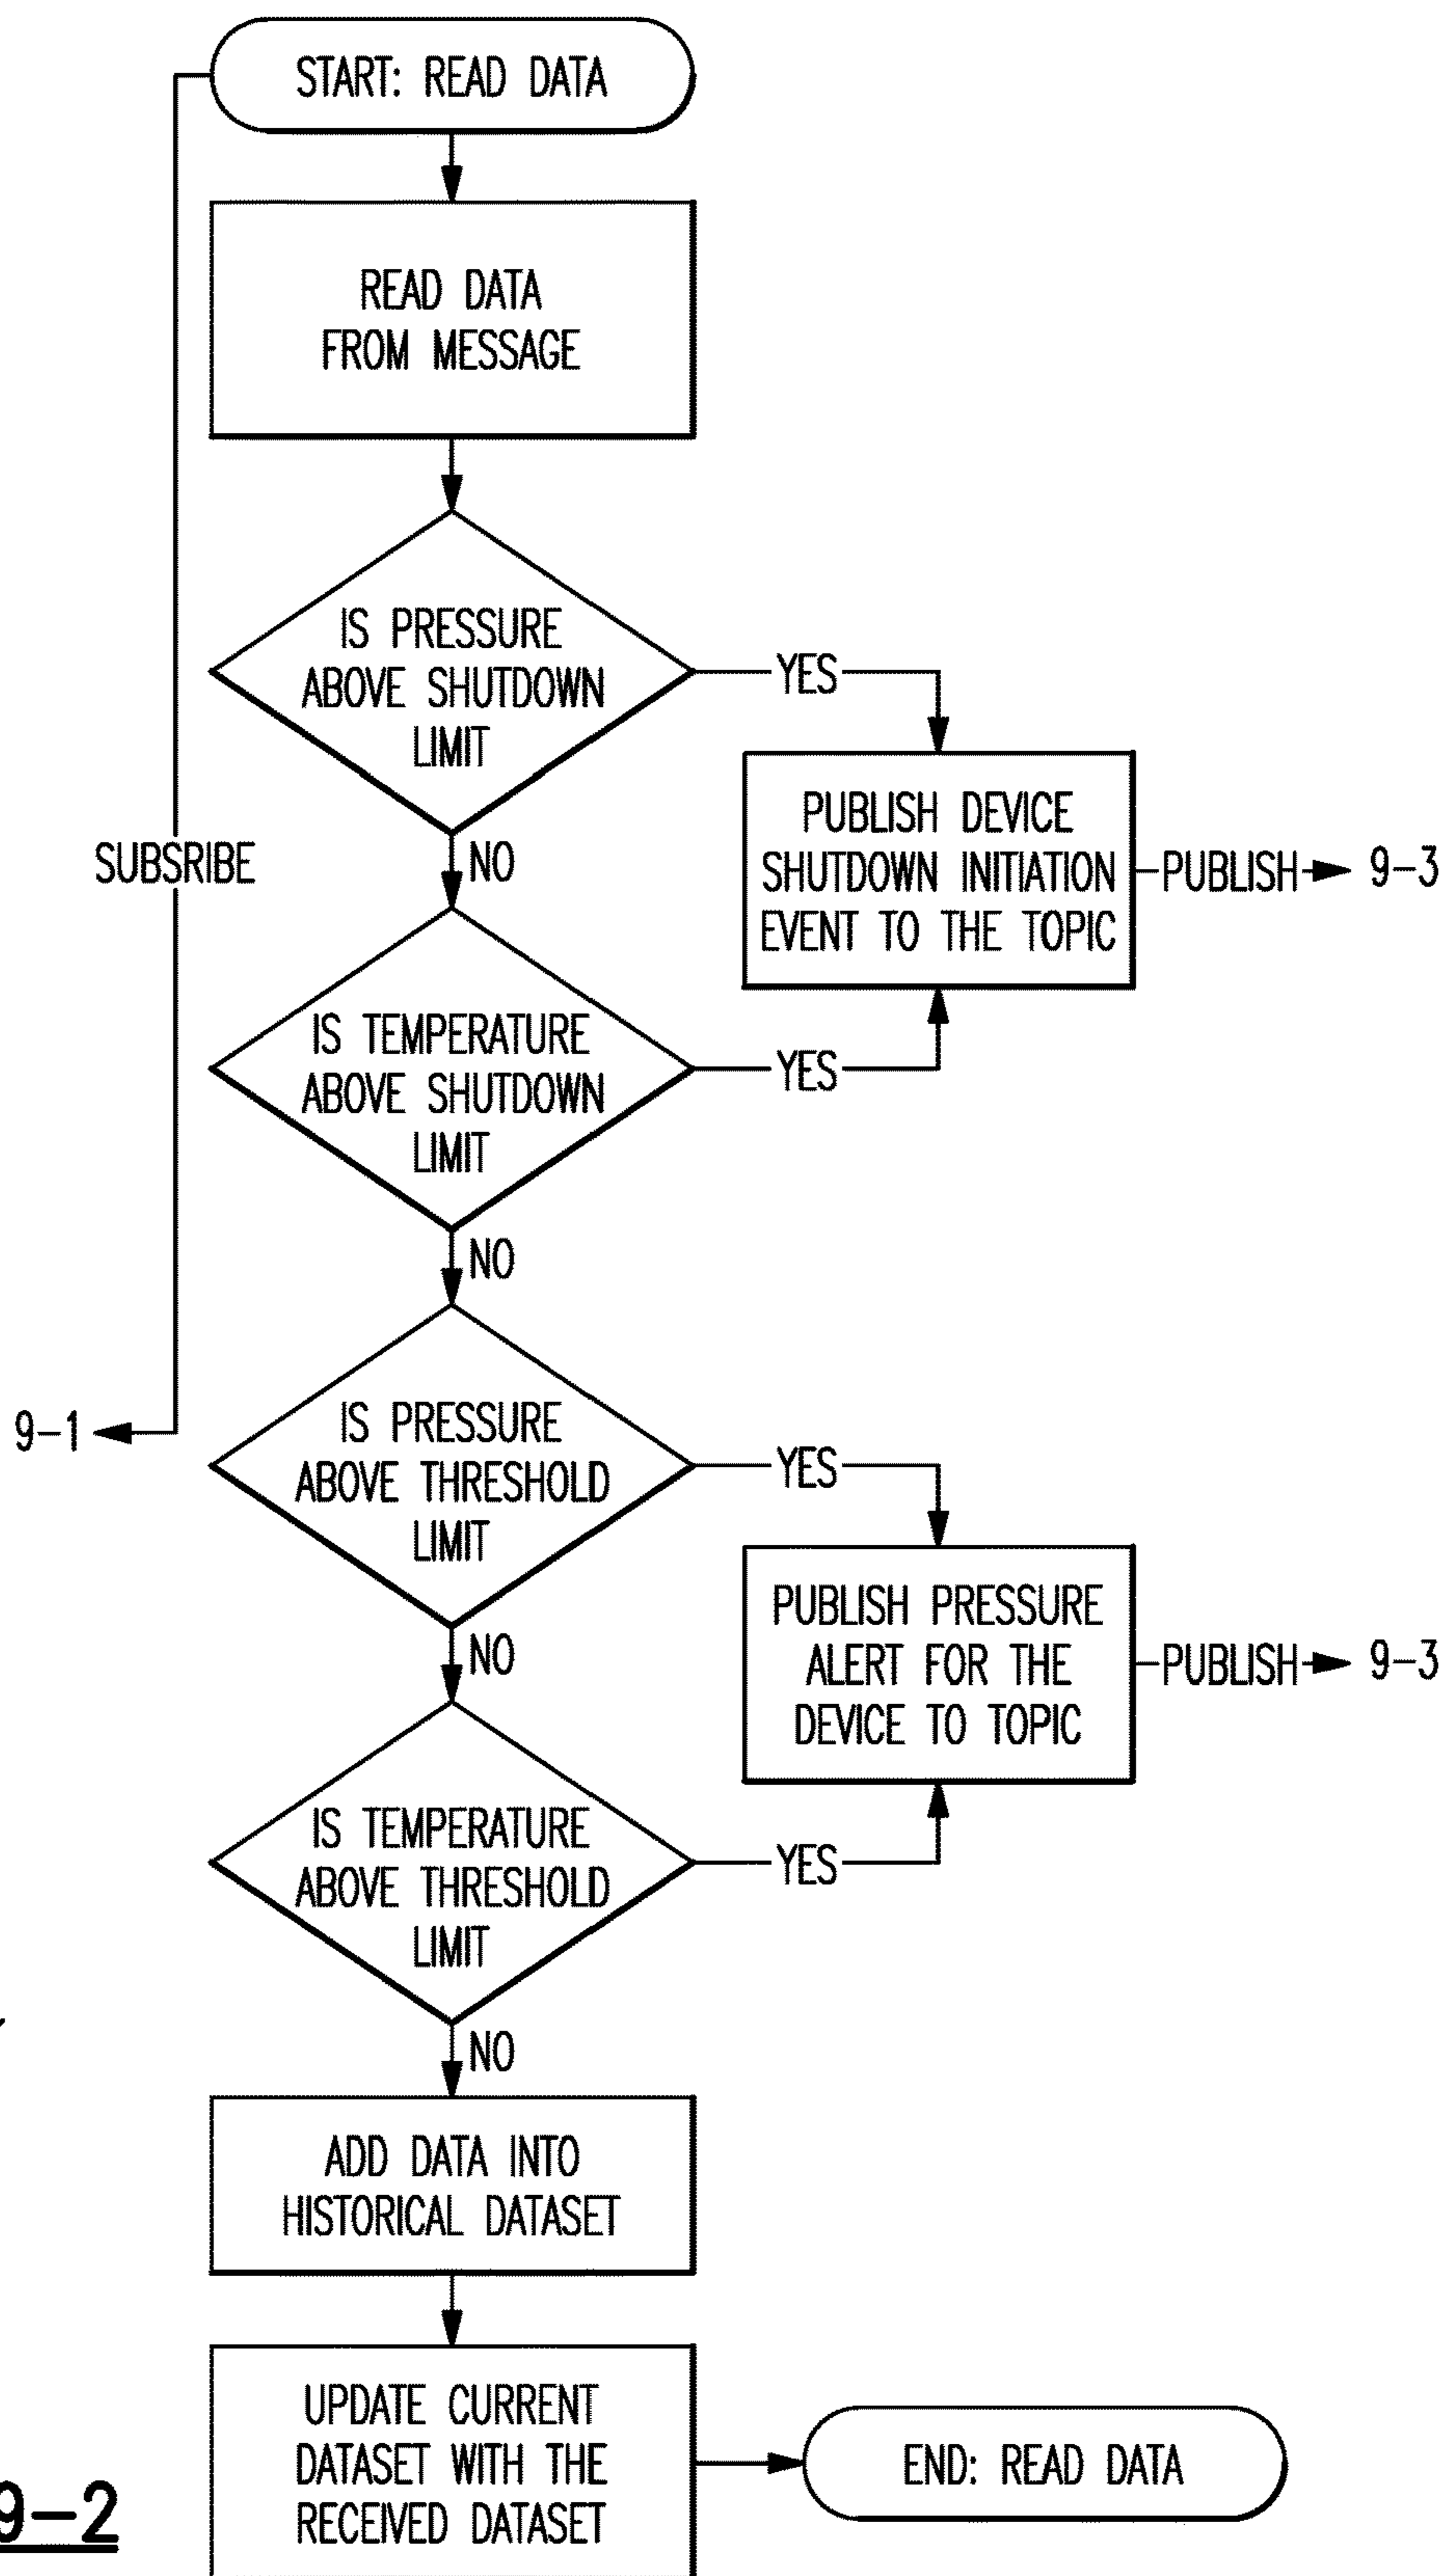 START: READ DATA
READ DATA
FROM MESSAGE
IS PRESSURE
ABOVE SHUTDOWN
LIMIT
YES
PUBLISH DEVICE
SHUTDOWN INITIATION
EVENT TO THE TOPIC
PUBLISH
9-3
SUBSRIBE
NO
IS TEMPERATURE
ABOVE SHUTDOWN
LIMIT
YES
NO
9-1
IS PRESSURE
ABOVE THRESHOLD
LIMIT
YES
PUBLISH PRESSURE
ALERT FOR THE
DEVICE TO TOPIC
PUBLISH
9-3
NO
IS TEMPERATURE
ABOVE THRESHOLD
LIMIT
YES
NO
ADD DATA INTO
HISTORICAL DATASET
UPDATE CURRENT
DATASET WITH THE
RECEIVED DATASET
END: READ DATA
9-2